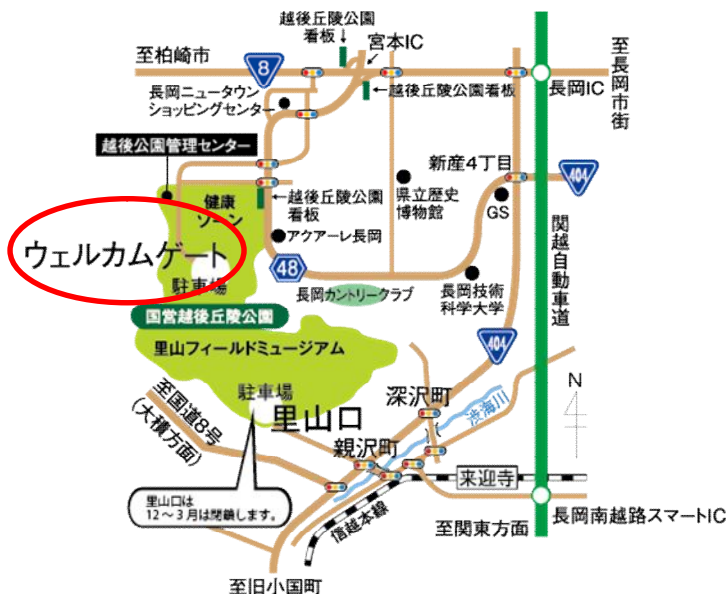 越後丘陵公園
看板
宮本IC
至柏崎市
8
至長岡市街
長岡ニュータウン
ショッピングセンター
越後丘陵公園看板
長岡IC
越後公園管理センター
新産4丁目
404
健康
ゾーン
越後丘陵公園
看板
県立歴史
博物館
GS
ウェルカムゲート
アクアーレ長岡
関越自動車道
駐車場
48
長岡カントリークラブ
長岡技術
科学大学
国営越後丘陵公園
里山フィールドミュージアム
404
駐車場
里山口
深沢町
渋海川
N
至国道8号
(大積方面)
親沢町
来迎寺
里山口は
12～3月は閉鎖します。
信越本線
至関東方面
長岡南越路スマートIC
至旧小国町